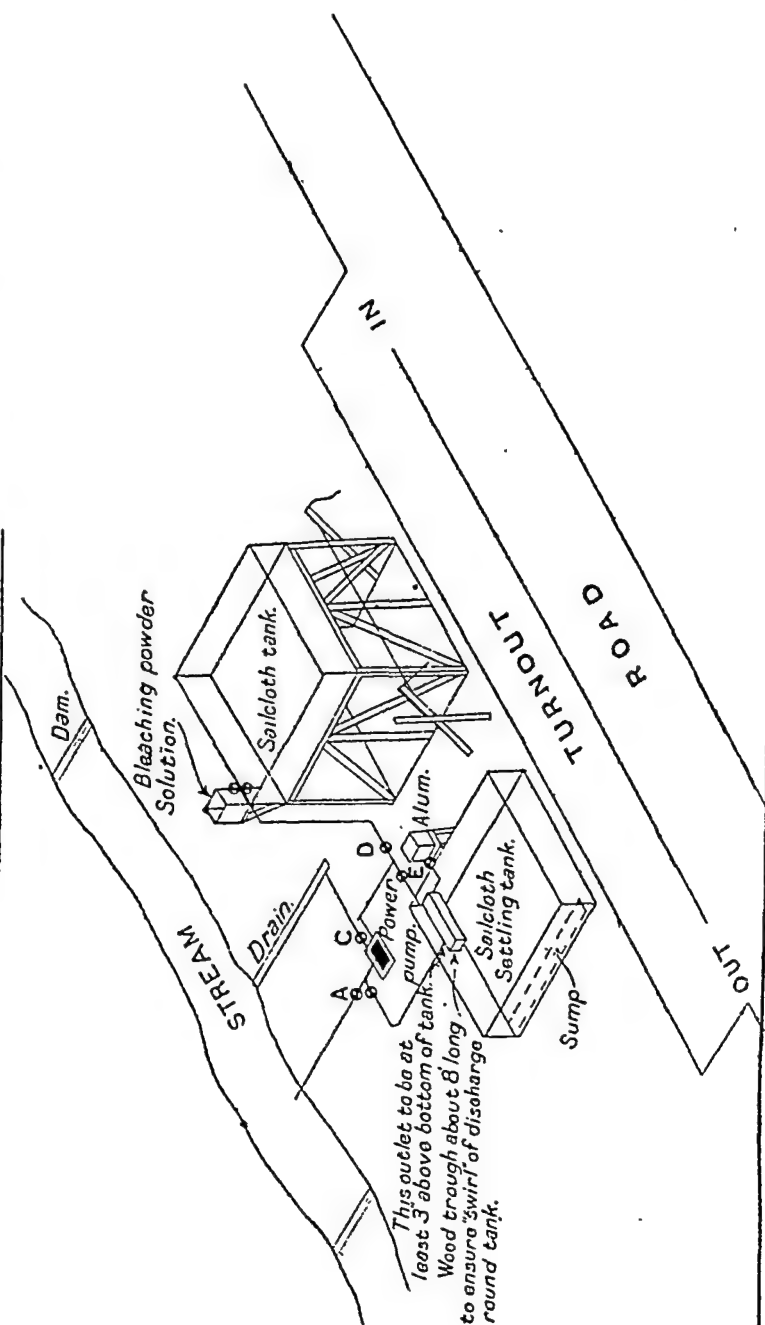 Dam.
Bleaching powder
Solution.
Sailcloth tank.
STREAM
Drain.
A
C
D
E
Power
pump.
Alum.
Sailcloth
Settling tank.
Sump
This outlet to be at
least 3" above bottom of tank.
Wood trough about 8' long
to ensure "swirl" of discharge
round tank.
IN
TURNOUT
ROAD
OUT